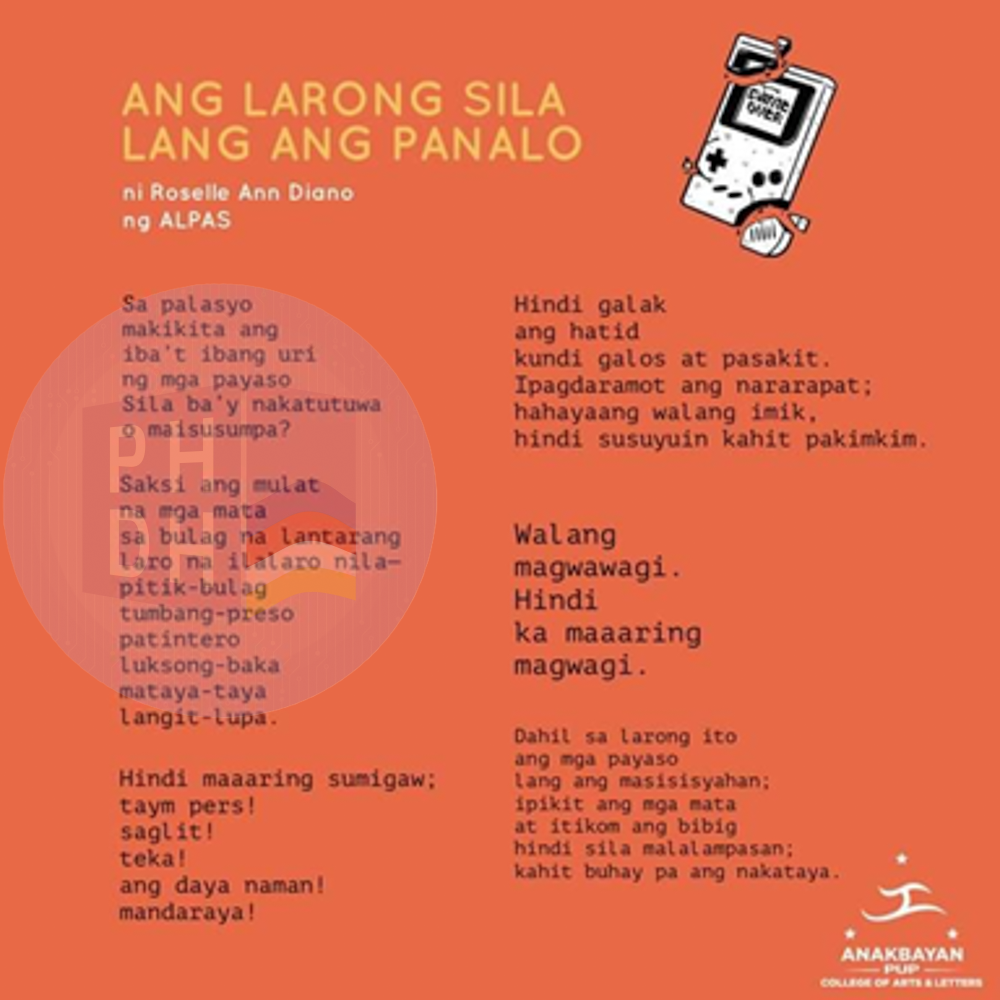 ANG LARONG SILA
LANG ANG PANALO
ni Roselle Ann Diano
ng ALPAS
GAME
OVER
Sa palasyo
makikita ang
iba't ibang uri
ng mga payaso
Sila ba'y nakatutuwa
o maisusumpa?
Saksi ang mulat
na mga mata
sa bulag na lantarang
laro na ilalaro nila—
pitik-bulag
tumbang-preso
patintero
luksong-baka
mataya-taya
langit-lupa.
Hindi maaaring sumigaw;
taym pers!
saglit!
teka!
ang daya naman!
mandaraya!
Hindi galak
ang hatid
kundi galos at pasakit.
Ipagdaramot ang nararapat;
hahayaang walang imik,
hindi susuyuin kahit pakimkim.
Walang
magwawagi.
Hindi
ka maaaring
magwagi.
Dahil sa larong ito
ang mga payaso
lang ang masisisyahan;
ipikit ang mga mata
at itikom ang bibig
hindi sila malalampasan;
kahit buhay pa ang nakataya.
PH
DH
ANAKBAYAN
PUP
COLLEGE OF ARTS & LETTERS